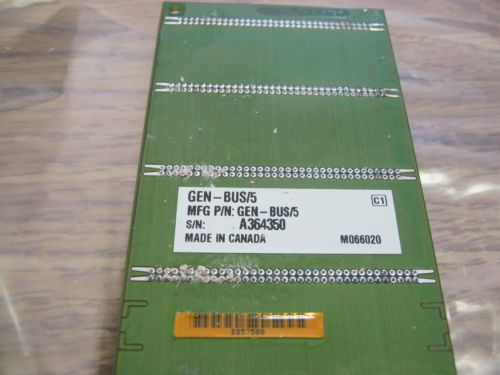 GEN-BUS/5
C1
MFG P/N: GEN-BUS/5
S/N: A364350
MADE IN CANADA M066020